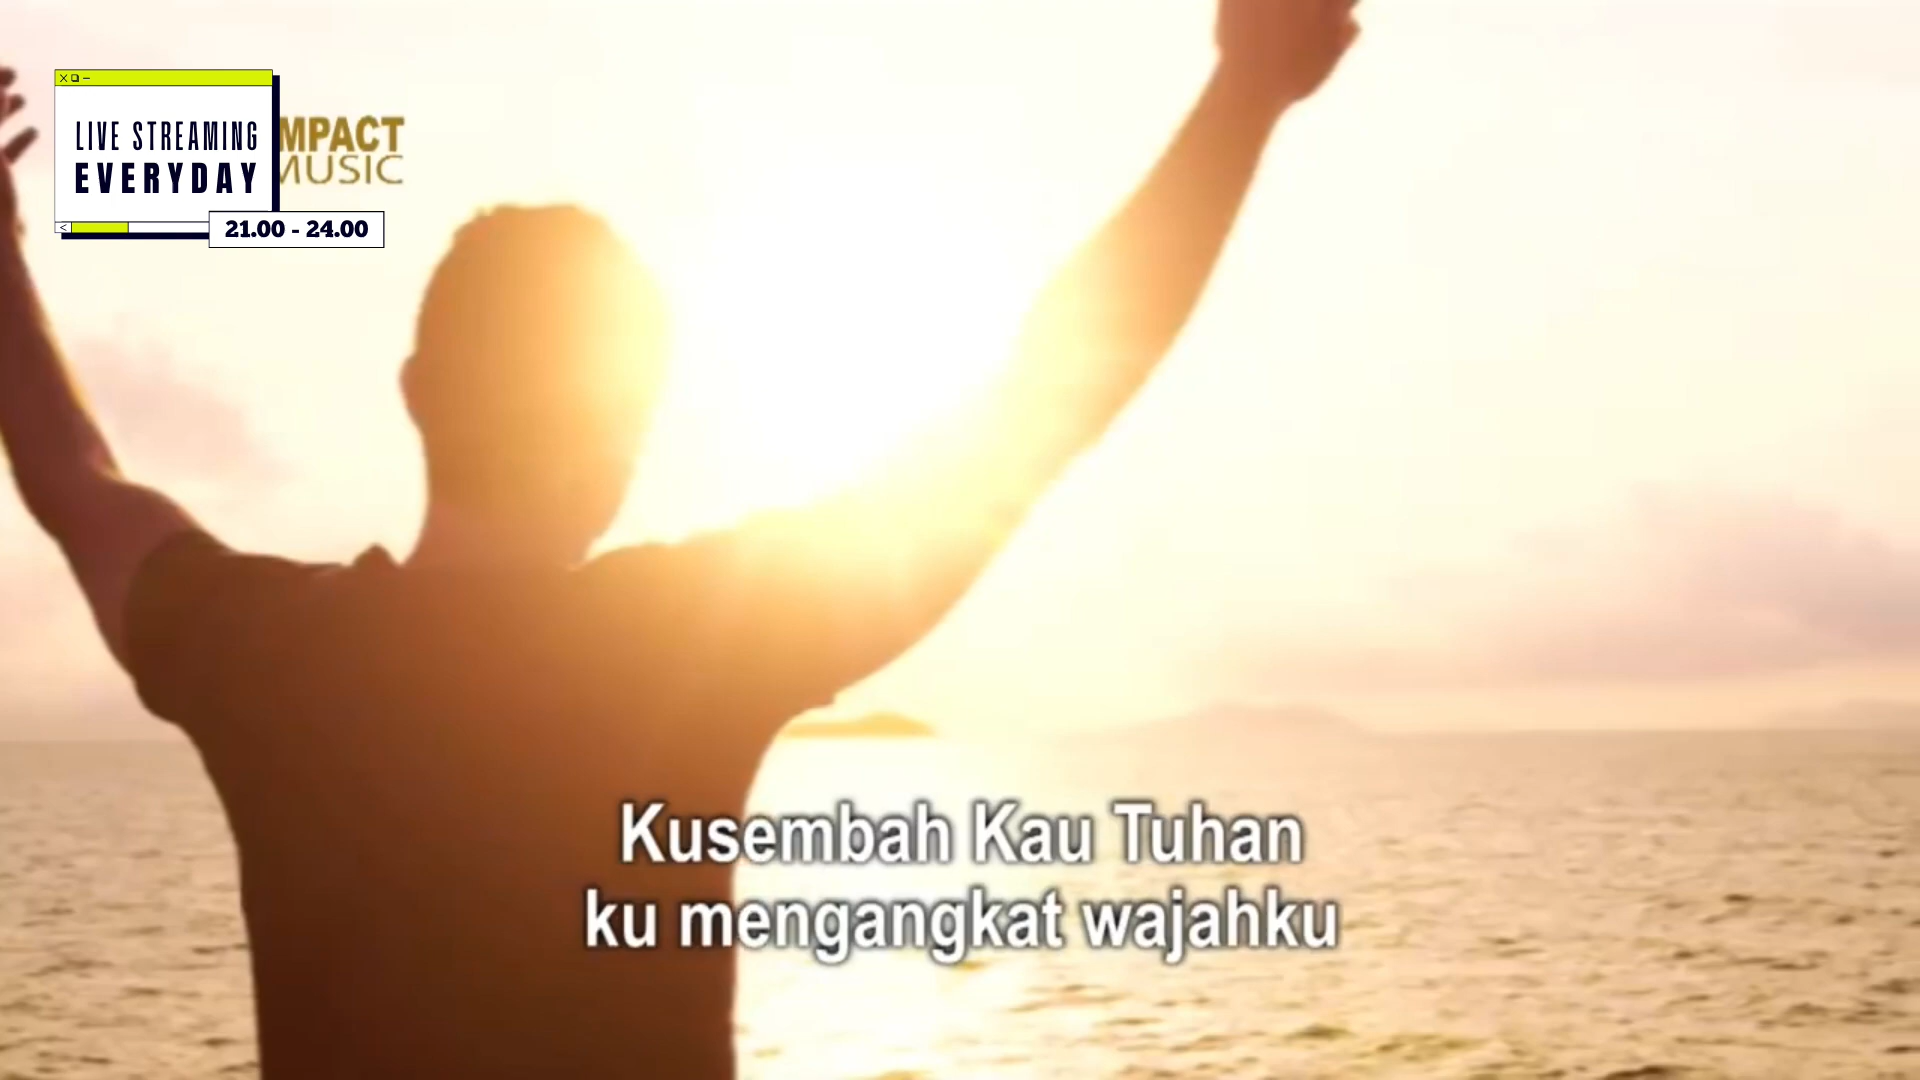 LIVE STREAMING
EVERYDAY
MPACT
MUSIC
21.00 - 24.00
Kusembah Kau Tuhan
ku mengangkat wajahku